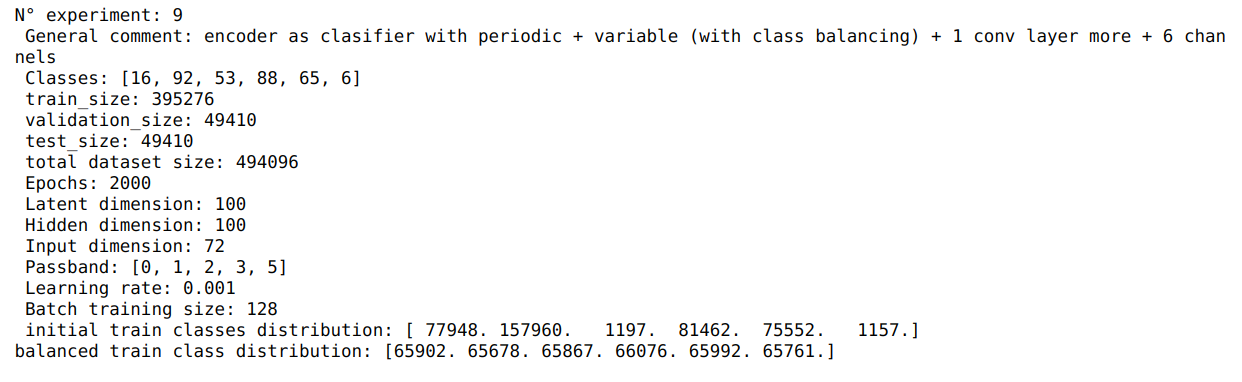 N° experiment: 9
General comment: encoder as clasifier with periodic + variable (with class balancing) + 1 conv layer more + 6 chan
nels
Classes: [16, 92, 53, 88, 65, 6]
train_size: 395276
validation_size: 49410
test_size: 49410
total dataset size: 494096
Epochs: 2000
Latent dimension: 100
Hidden dimension: 100
Input dimension: 72
Passband: [0, 1, 2, 3, 5]
Learning rate: 0.001
Batch training size: 128
initial train classes distribution: [ 77948. 157960.   1197.  81462.  75552.   1157.]
balanced train class distribution: [65902. 65678. 65867. 66076. 65992. 65761.]